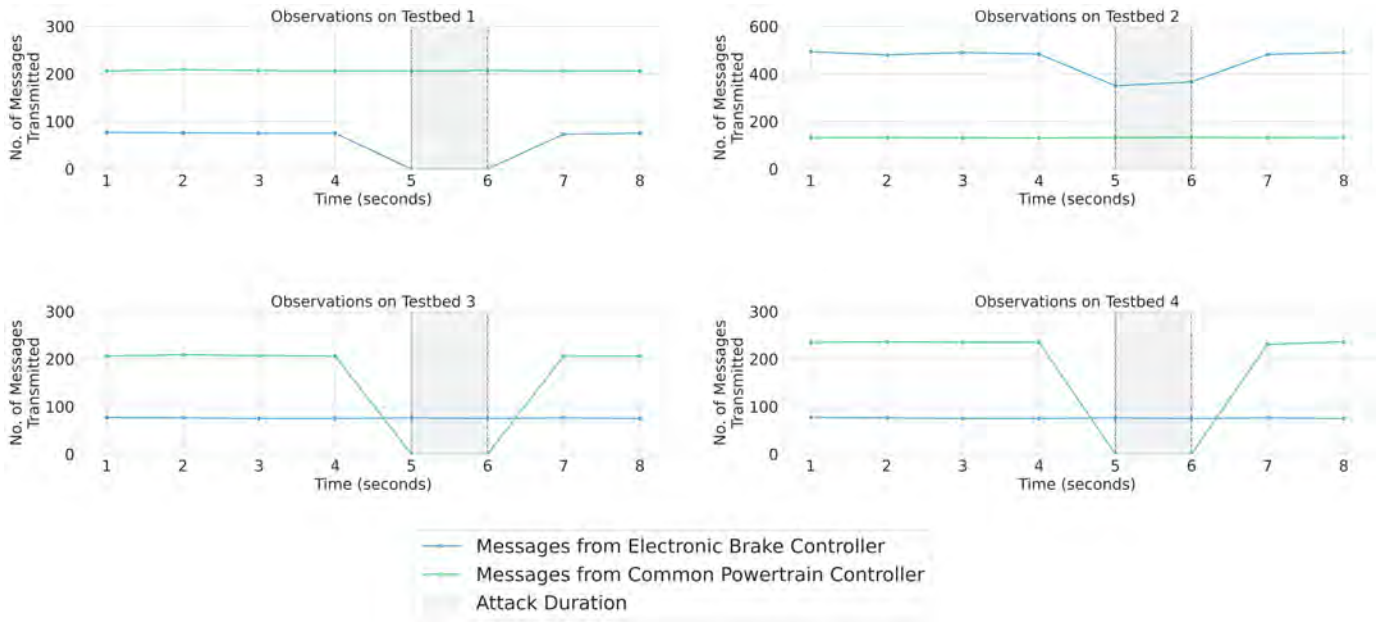 Observations on Testbed 1
No. of Messages
Transmitted
300
200
100
0
1 2 3 4 5 6 7 8
Time (seconds)
Observations on Testbed 2
No. of Messages
Transmitted
600
400
200
0
1 2 3 4 5 6 7 8
Time (seconds)
Observations on Testbed 3
No. of Messages
Transmitted
300
200
100
0
1 2 3 4 5 6 7 8
Time (seconds)
Observations on Testbed 4
No. of Messages
Transmitted
300
200
100
0
1 2 3 4 5 6 7 8
Time (seconds)
Messages from Electronic Brake Controller
Messages from Common Powertrain Controller
Attack Duration